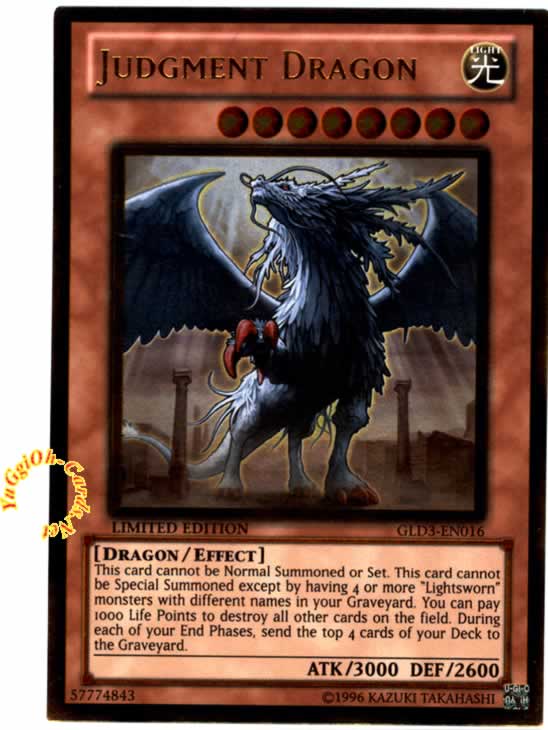 JUDGMENT DRAGON
LIGHT
光
YuGgiOh-Cards.Net
LIMITED EDITION
GLD3-EN016
[DRAGON/EFFECT]
This card cannot be Normal Summoned or Set. This card cannot
be Special Summoned except by having 4 or more "Lightsworn"
monsters with different names in your Graveyard. You can pay
1000 Life Points to destroy all other cards on the field. During
each of your End Phases, send the top 4 cards of your Deck to
the Graveyard.
ATK/3000 DEF/2600
57774843
©1996 KAZUKI TAKAHASHI